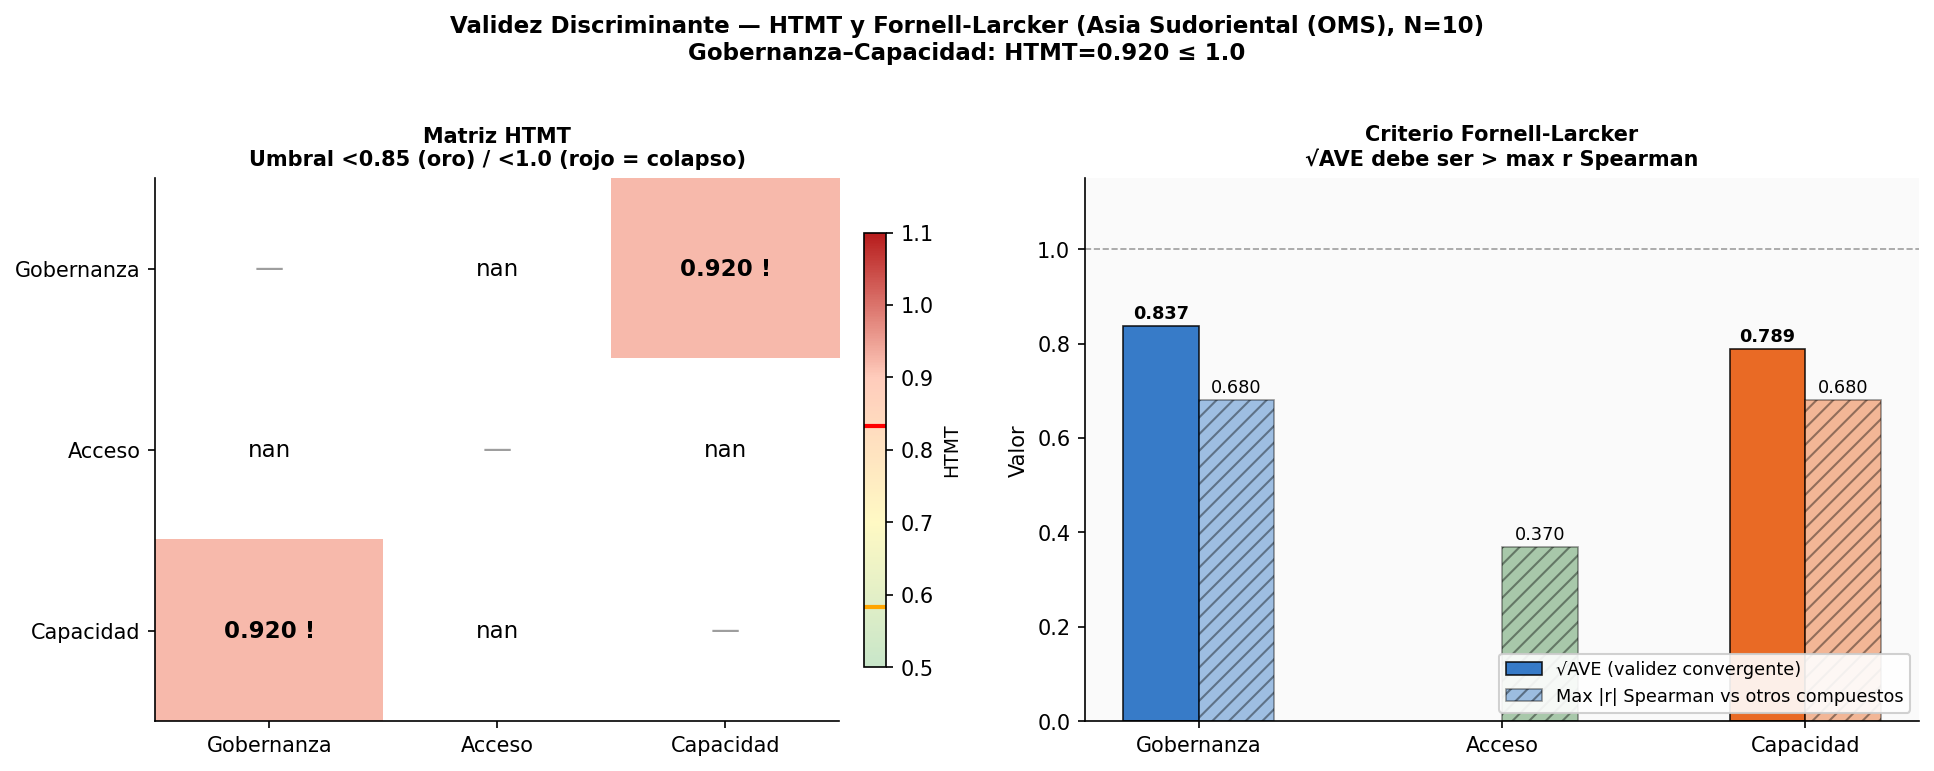 Validez Discriminante — HTMT y Fornell-Larcker (Asia Sudoriental (OMS), N=10)
Gobernanza–Capacidad: HTMT=0.920 ≤ 1.0
Matriz HTMT
Umbral <0.85 (oro) / <1.0 (rojo = colapso)
Gobernanza
—
nan
0.920 !
Acceso
nan
—
nan
Capacidad
0.920 !
nan
—
Gobernanza
Acceso
Capacidad
1.1
1.0
0.9
0.8
0.7
0.6
0.5
HTMT
Criterio Fornell-Larcker
√AVE debe ser > max r Spearman
Valor
1.0
0.8
0.6
0.4
0.2
0.0
0.837
0.680
0.370
0.789
0.680
√AVE (validez convergente)
Max |r| Spearman vs otros compuestos
Gobernanza
Acceso
Capacidad